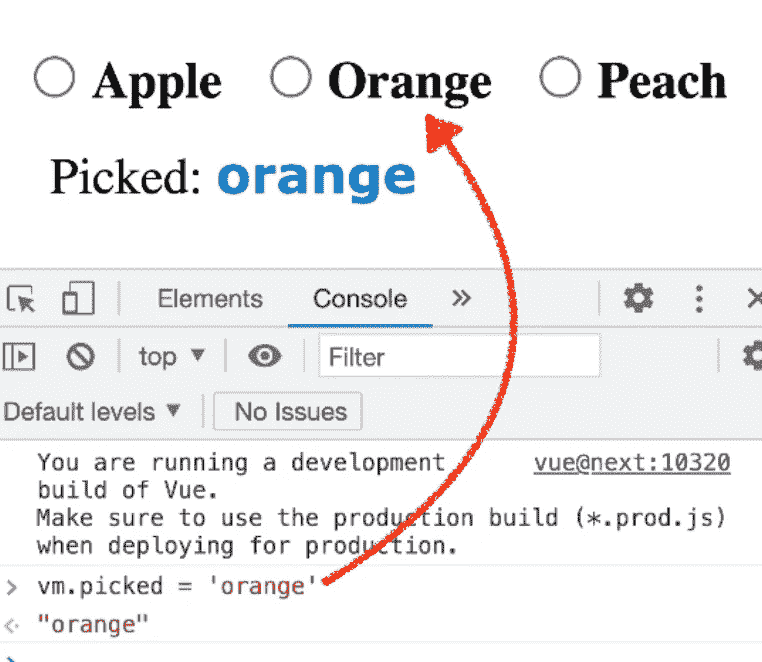 Apple Orange Peach
Picked: orange
Elements Console »
top ▼ Filter
Default levels ▼ No Issues
You are running a development vue@next:10320
build of Vue.
Make sure to use the production build (*.prod.js)
when deploying for production.
> vm.picked = 'orange'
<· "orange"
>